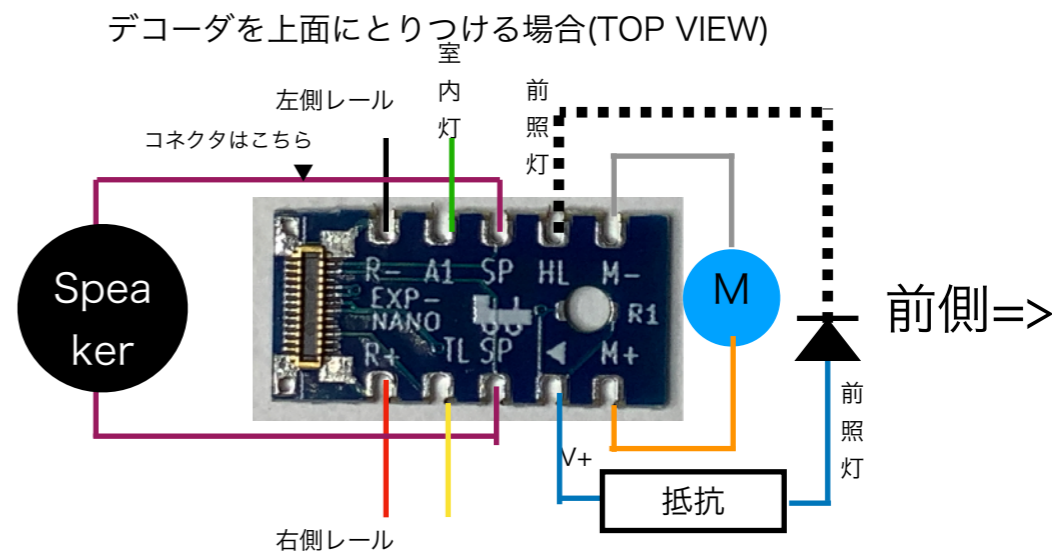 デコーダを上面にとりつける場合(TOP VIEW)
室内灯
左側レール
前照灯
コネクタはこちら
Spea
ker
R- A1 SP HL M-
EXP-
NANO
R1
R+ TL SP M+
M
前側=>
前照灯
V+
抵抗
右側レール